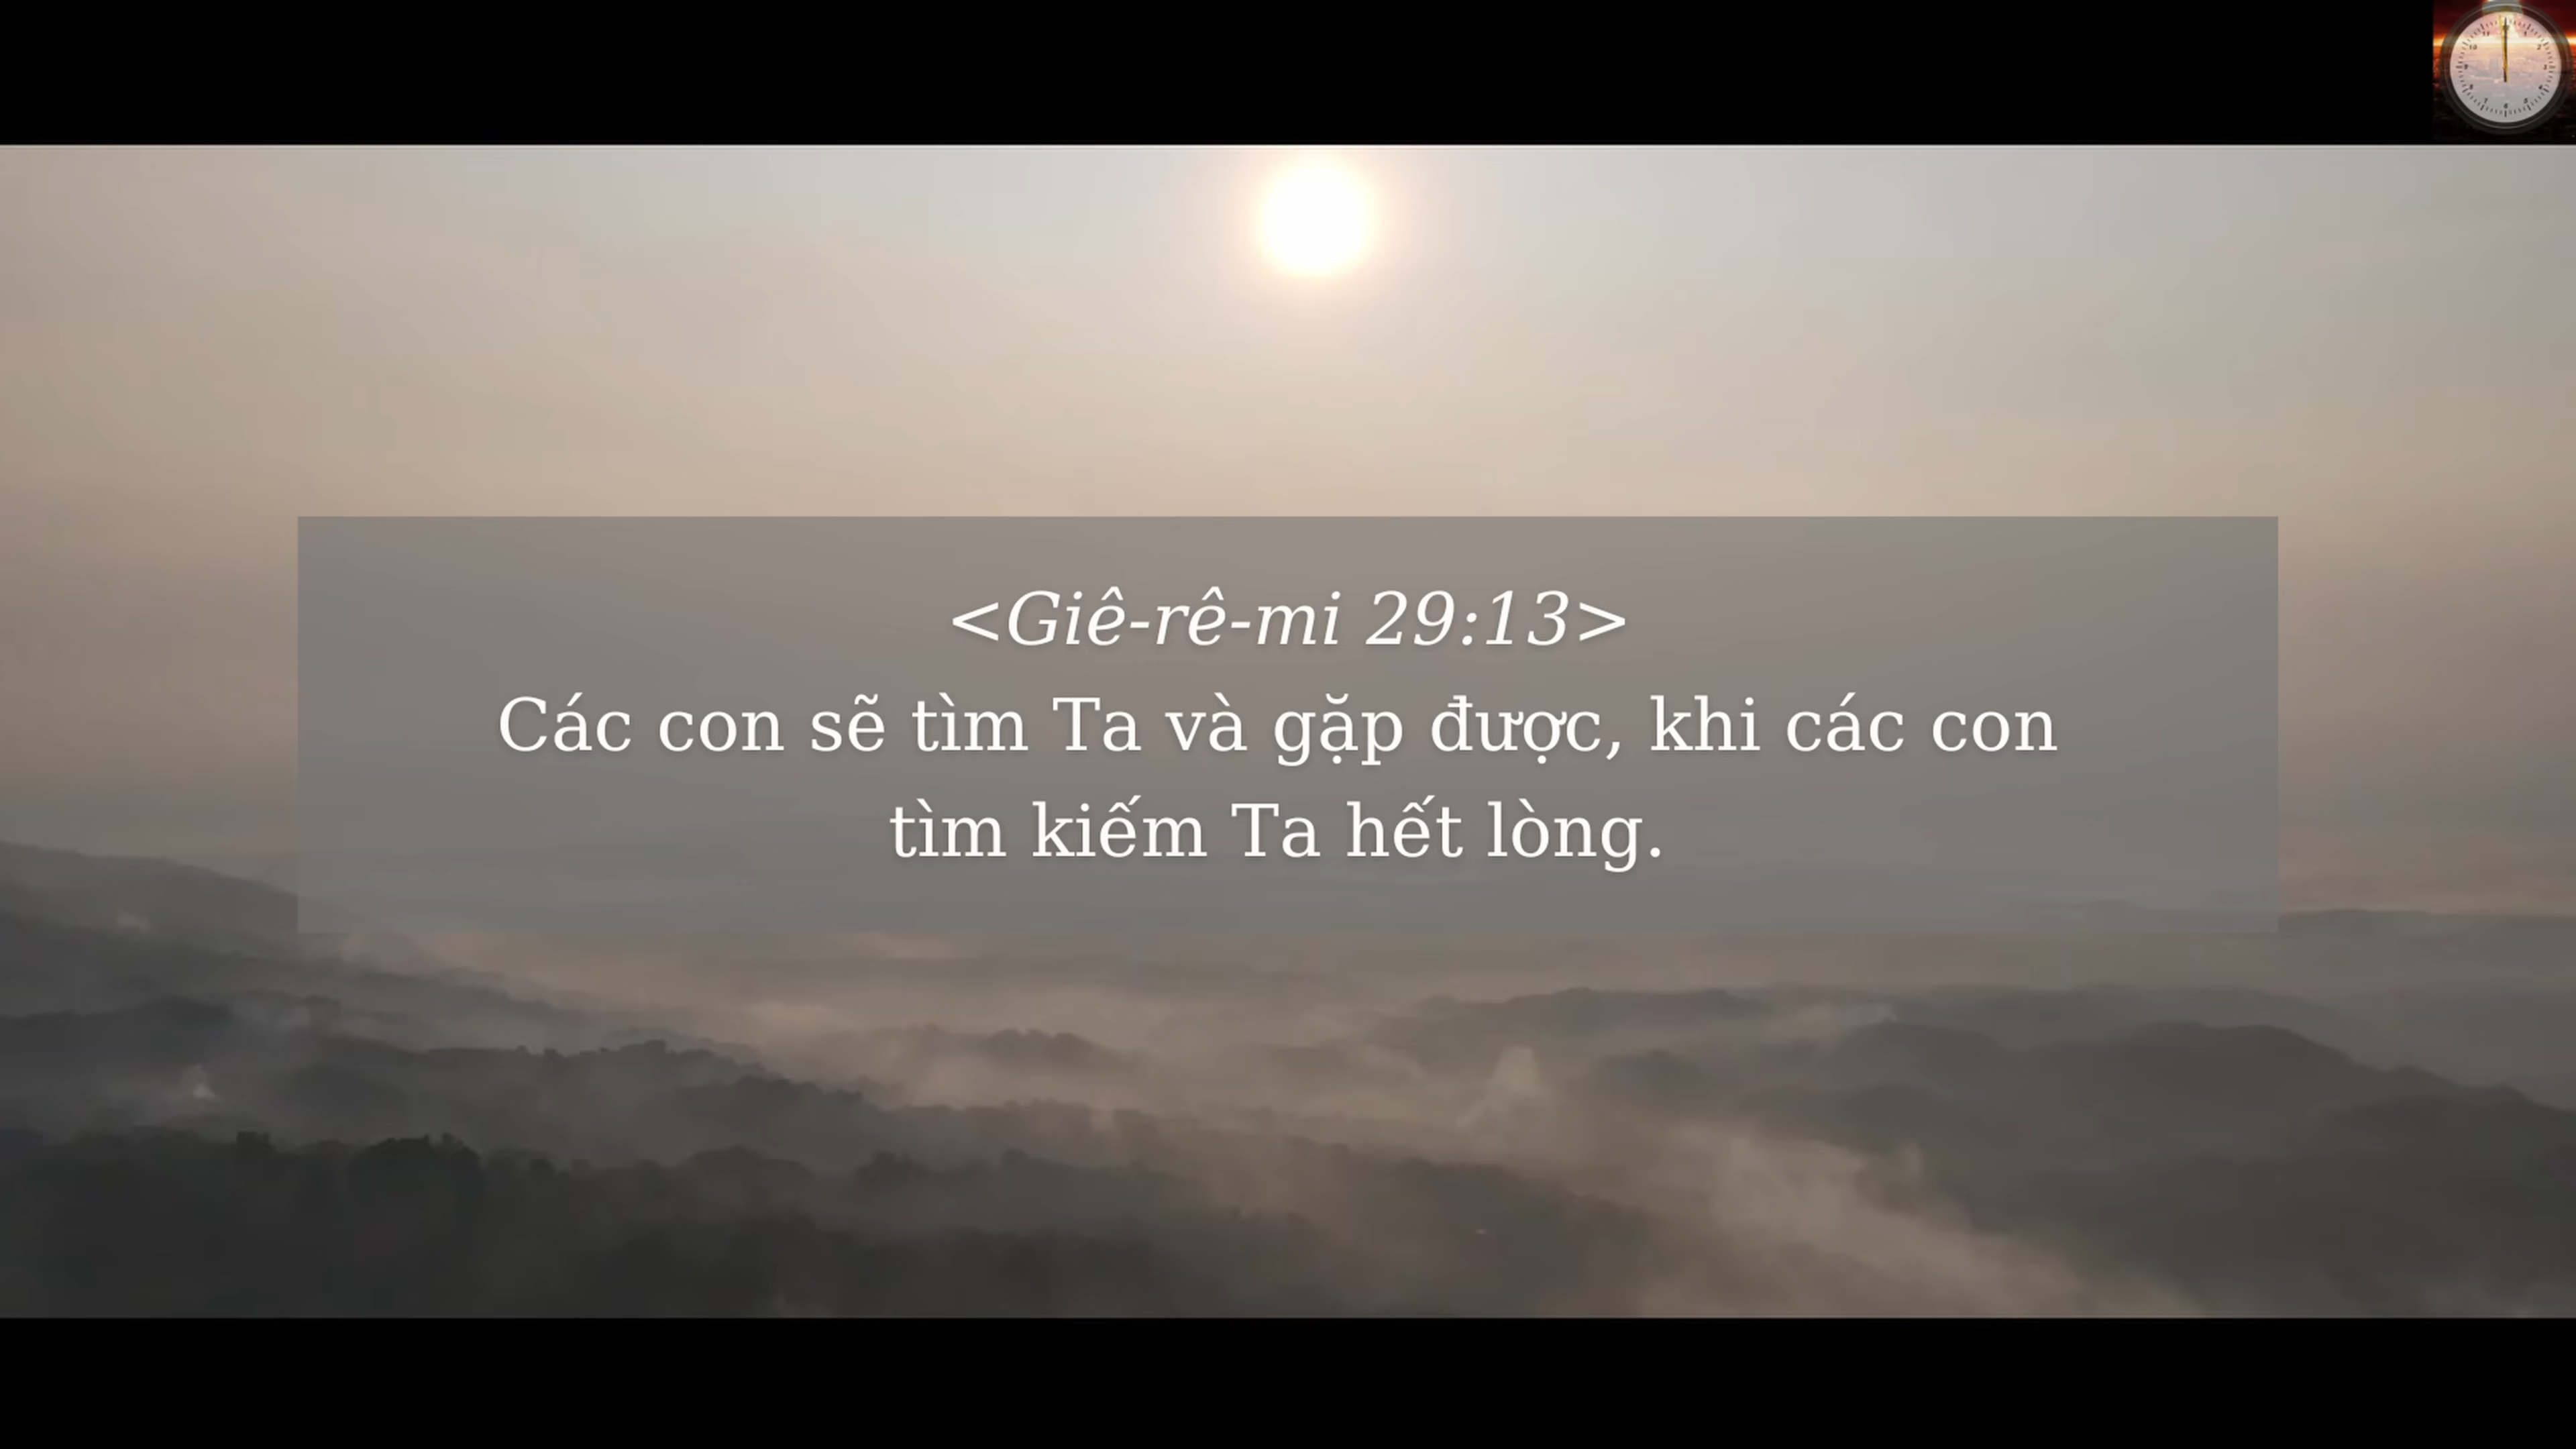 <Giê-rê-mi 29:13>
Các con sẽ tìm Ta và gặp được, khi các con
tìm kiếm Ta hết lòng.